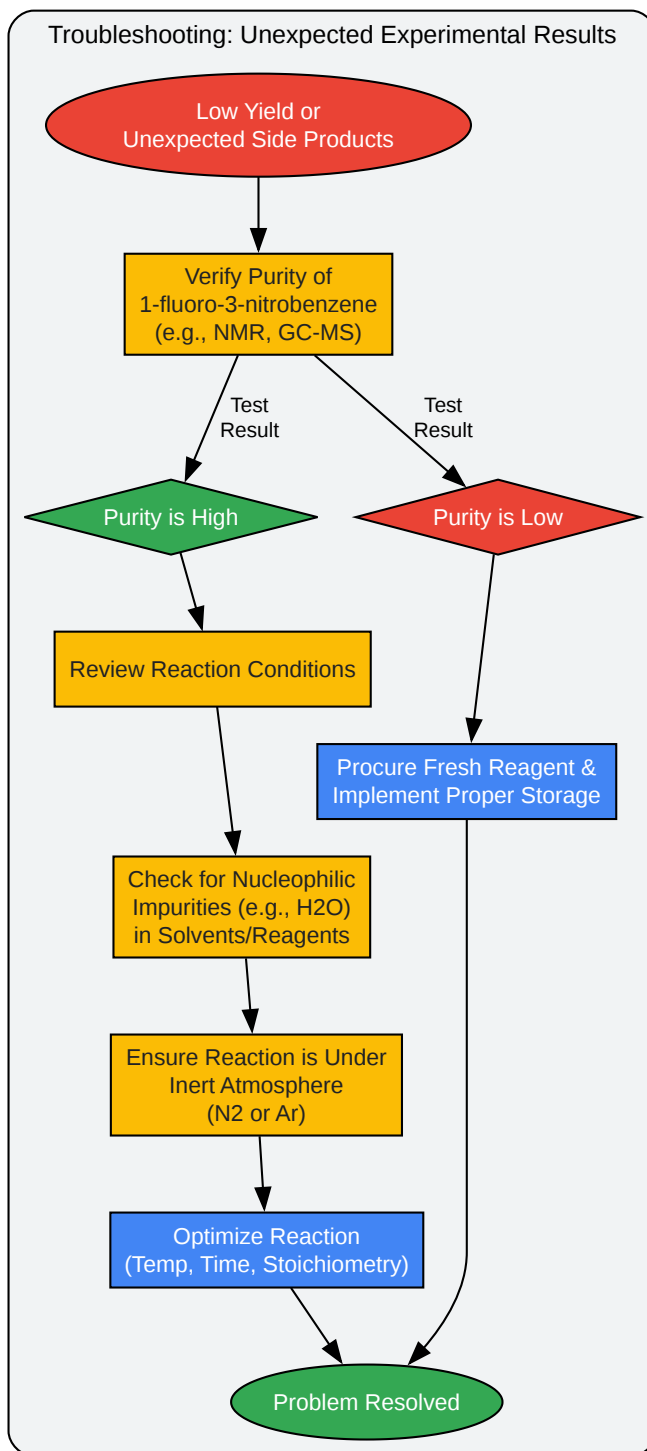 Troubleshooting: Unexpected Experimental Results
Low Yield or
Unexpected Side Products
Verify Purity of
1-fluoro-3-nitrobenzene
(e.g., NMR, GC-MS)
Test
Result
Test
Result
Purity is High
Purity is Low
Review Reaction Conditions
Procure Fresh Reagent &
Implement Proper Storage
Check for Nucleophilic
Impurities (e.g., H2O)
in Solvents/Reagents
Ensure Reaction is Under
Inert Atmosphere
(N2 or Ar)
Optimize Reaction
(Temp, Time, Stoichiometry)
Problem Resolved